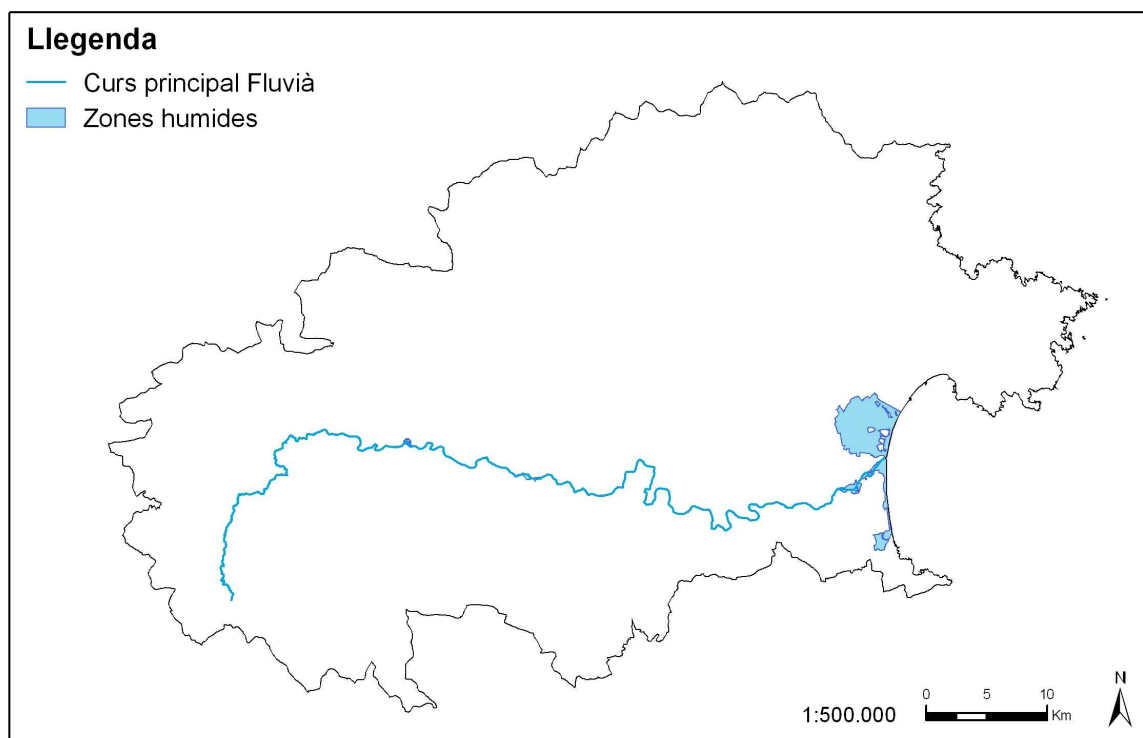 Llegenda
Curs principal Fluvià
Zones humides
N
0 5 10
1:500.000
Km